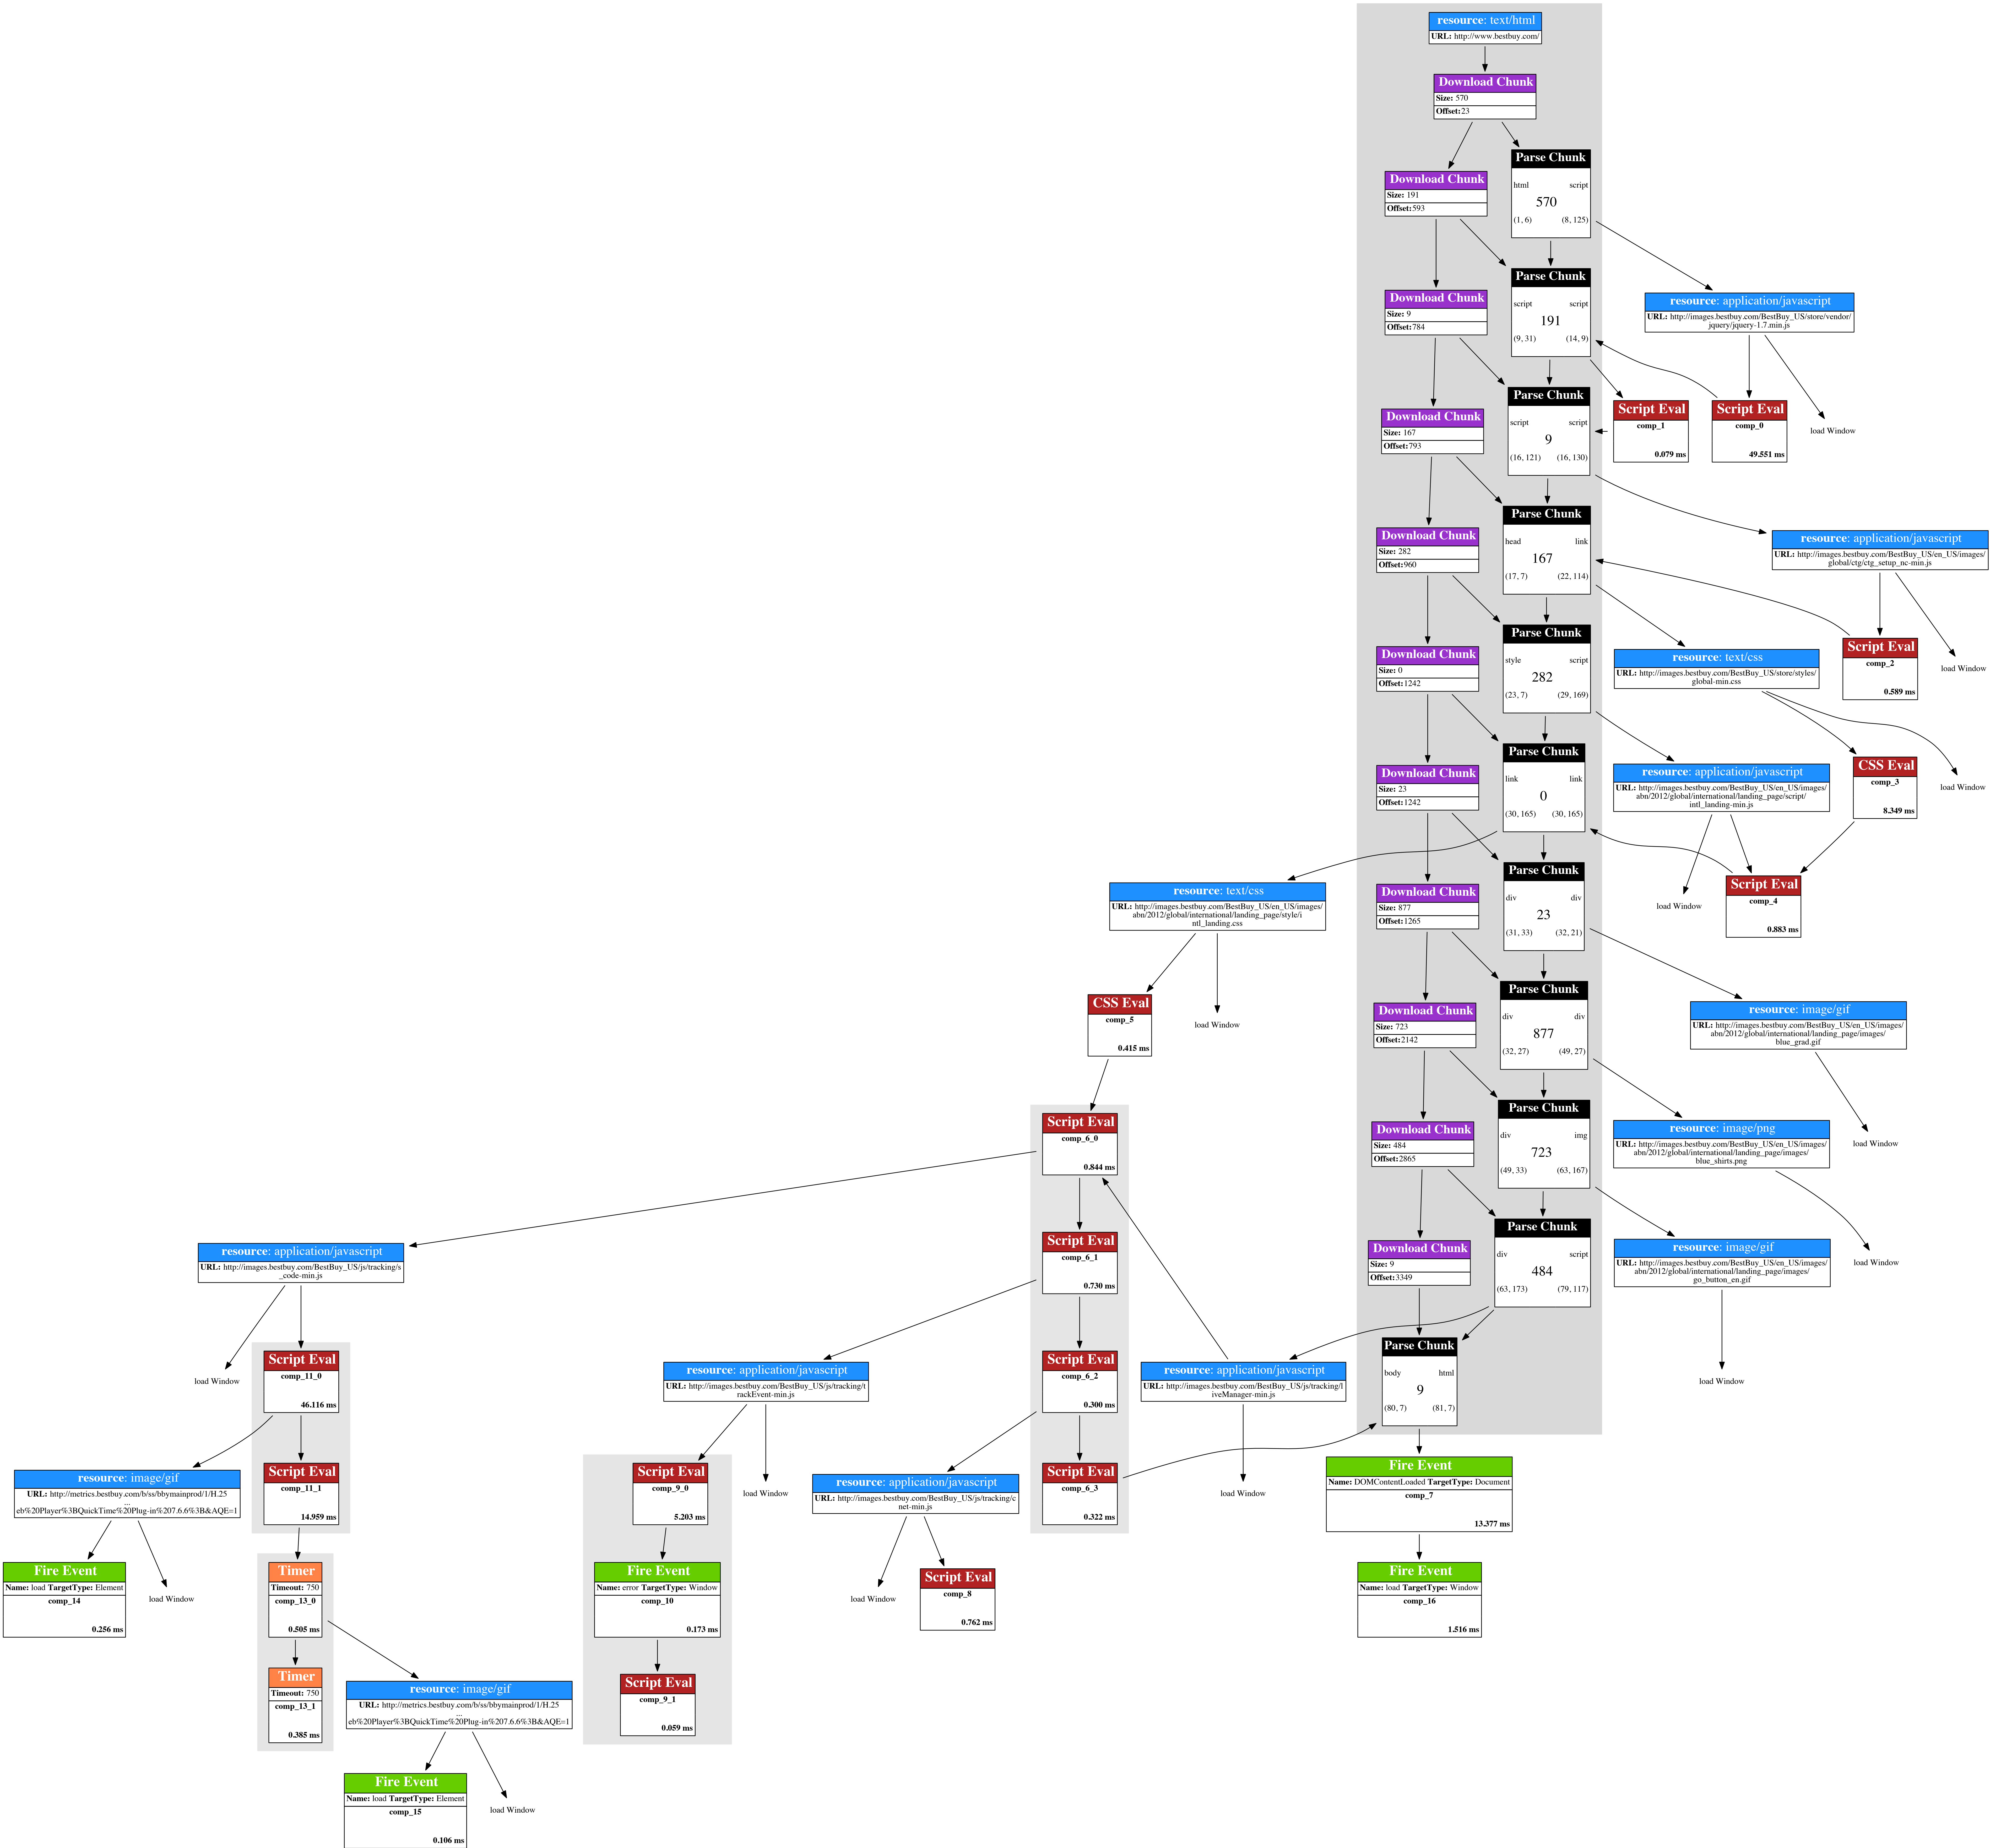 resource: text/html
URL: http://www.bestbuy.com/
Download Chunk
Size: 570
Offset:23
Parse Chunk
html script
570
(1, 6) (8, 125)
Download Chunk
Size: 191
Offset:593
Parse Chunk
script script
191
(9, 31) (14, 9)
Download Chunk
Size: 9
Offset:784
resource: application/javascript
URL: http://images.bestbuy.com/BestBuy_US/store/vendor/
jquery/jquery-1.7.min.js
Parse Chunk
script script
9
(16, 121) (16, 130)
Download Chunk
Size: 167
Offset:793
Script Eval
comp_1
0.079 ms
Script Eval
comp_0
49.551 ms
load Window
Parse Chunk
head link
167
(17, 7) (22, 114)
Download Chunk
Size: 282
Offset:960
resource: application/javascript
URL: http://images.bestbuy.com/BestBuy_US/en_US/images/
global/ctg/ctg_setup_nc-min.js
Parse Chunk
style script
282
(23, 7) (29, 169)
Download Chunk
Size: 0
Offset:1242
resource: text/css
URL: http://images.bestbuy.com/BestBuy_US/store/styles/
global-min.css
Script Eval
comp_2
0.589 ms
load Window
Parse Chunk
link link
0
(30, 165) (30, 165)
Download Chunk
Size: 23
Offset:1242
resource: application/javascript
URL: http://images.bestbuy.com/BestBuy_US/en_US/images/
abn/2012/global/international/landing_page/script/
intl_landing-min.js
CSS Eval
comp_3
8.349 ms
load Window
Parse Chunk
div div
23
(31, 33) (32, 21)
Download Chunk
Size: 877
Offset:1265
resource: text/css
URL: http://images.bestbuy.com/BestBuy_US/en_US/images/
abn/2012/global/international/landing_page/style/i
ntl_landing.css
load Window
Script Eval
comp_4
0.883 ms
Parse Chunk
div div
877
(32, 27) (49, 27)
Download Chunk
Size: 723
Offset:2142
CSS Eval
comp_5
0.415 ms
load Window
resource: image/gif
URL: http://images.bestbuy.com/BestBuy_US/en_US/images/
abn/2012/global/international/landing_page/images/
blue_grad.gif
Parse Chunk
div img
723
(49, 33) (63, 167)
Download Chunk
Size: 484
Offset:2865
Script Eval
comp_6_0
0.844 ms
resource: image/png
URL: http://images.bestbuy.com/BestBuy_US/en_US/images/
abn/2012/global/international/landing_page/images/
blue_shirts.png
load Window
Parse Chunk
div script
484
(63, 173) (79, 117)
Download Chunk
Size: 9
Offset:3349
Script Eval
comp_6_1
0.730 ms
resource: application/javascript
URL: http://images.bestbuy.com/BestBuy_US/js/tracking/s
_code-min.js
resource: image/gif
URL: http://images.bestbuy.com/BestBuy_US/en_US/images/
abn/2012/global/international/landing_page/images/
go_button_en.gif
load Window
Parse Chunk
body html
9
(80, 7) (81, 7)
load Window
Script Eval
comp_11_0
46.116 ms
resource: application/javascript
URL: http://images.bestbuy.com/BestBuy_US/js/tracking/t
rackEvent-min.js
Script Eval
comp_6_2
0.300 ms
resource: application/javascript
URL: http://images.bestbuy.com/BestBuy_US/js/tracking/l
iveManager-min.js
load Window
resource: image/gif
URL: http://metrics.bestbuy.com/b/ss/bbymainprod/1/H.25
...
eb%20Player%3BQuickTime%20Plug-in%207.6.6%3B&AQE=1
Script Eval
comp_11_1
14.959 ms
Script Eval
comp_9_0
5.203 ms
load Window
resource: application/javascript
URL: http://images.bestbuy.com/BestBuy_US/js/tracking/c
net-min.js
Script Eval
comp_6_3
0.322 ms
load Window
Fire Event
Name: DOMContentLoaded TargetType: Document
comp_7
13.377 ms
Fire Event
Name: load TargetType: Element
comp_14
0.256 ms
load Window
Timer
Timeout: 750
comp_13_0
0.505 ms
Fire Event
Name: error TargetType: Window
comp_10
0.173 ms
load Window
Script Eval
comp_8
0.762 ms
Fire Event
Name: load TargetType: Window
comp_16
1.516 ms
Timer
Timeout: 750
comp_13_1
0.385 ms
resource: image/gif
URL: http://metrics.bestbuy.com/b/ss/bbymainprod/1/H.25
...
eb%20Player%3BQuickTime%20Plug-in%207.6.6%3B&AQE=1
Script Eval
comp_9_1
0.059 ms
Fire Event
Name: load TargetType: Element
comp_15
0.106 ms
load Window